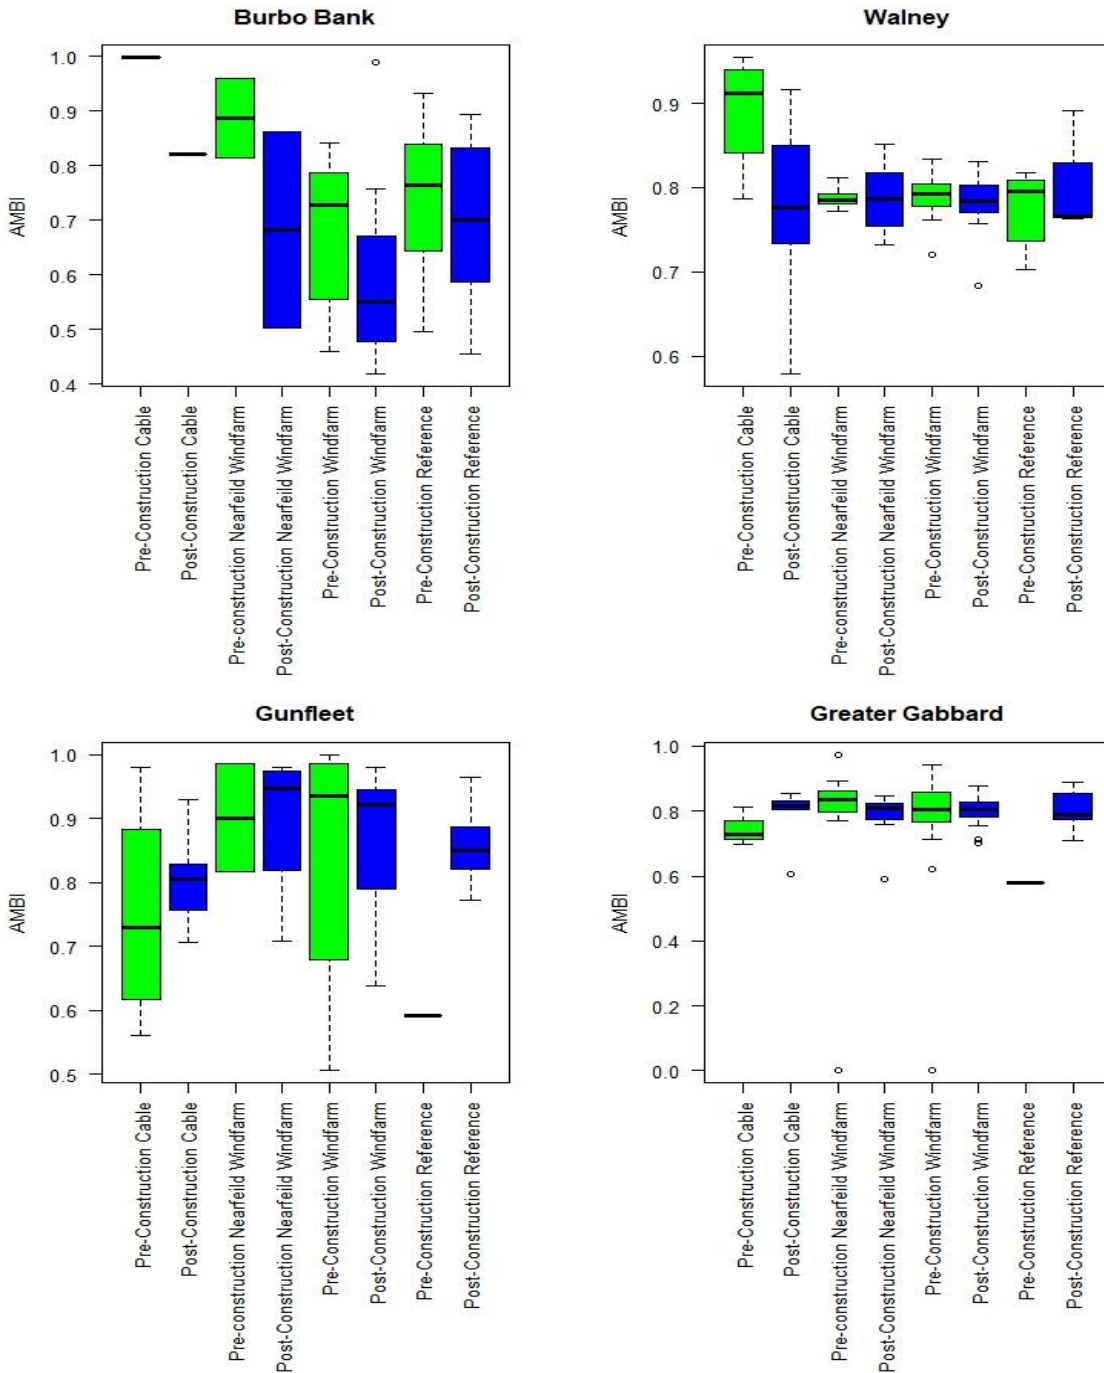 Burbo Bank
AMBI
1.0
0.9
0.8
0.7
0.6
0.5
0.4
Pre-Construction Cable
Post-Construction Cable
Pre-construction Nearfeild Windfarm
Post-Construction Nearfeild Windfarm
Pre-Construction Windfarm
Post-Construction Windfarm
Pre-Construction Reference
Post-Construction Reference
Walney
AMBI
0.9
0.8
0.7
0.6
Pre-Construction Cable
Post-Construction Cable
Pre-construction Nearfeild Windfarm
Post-Construction Nearfeild Windfarm
Pre-Construction Windfarm
Post-Construction Windfarm
Pre-Construction Reference
Post-Construction Reference
Gunfleet
AMBI
1.0
0.9
0.8
0.7
0.6
0.5
Pre-Construction Cable
Post-Construction Cable
Pre-construction Nearfeild Windfarm
Post-Construction Nearfeild Windfarm
Pre-Construction Windfarm
Post-Construction Windfarm
Pre-Construction Reference
Post-Construction Reference
Greater Gabbard
AMBI
1.0
0.8
0.6
0.4
0.2
0.0
Pre-Construction Cable
Post-Construction Cable
Pre-construction Nearfeild Windfarm
Post-Construction Nearfeild Windfarm
Pre-Construction Windfarm
Post-Construction Windfarm
Pre-Construction Reference
Post-Construction Reference